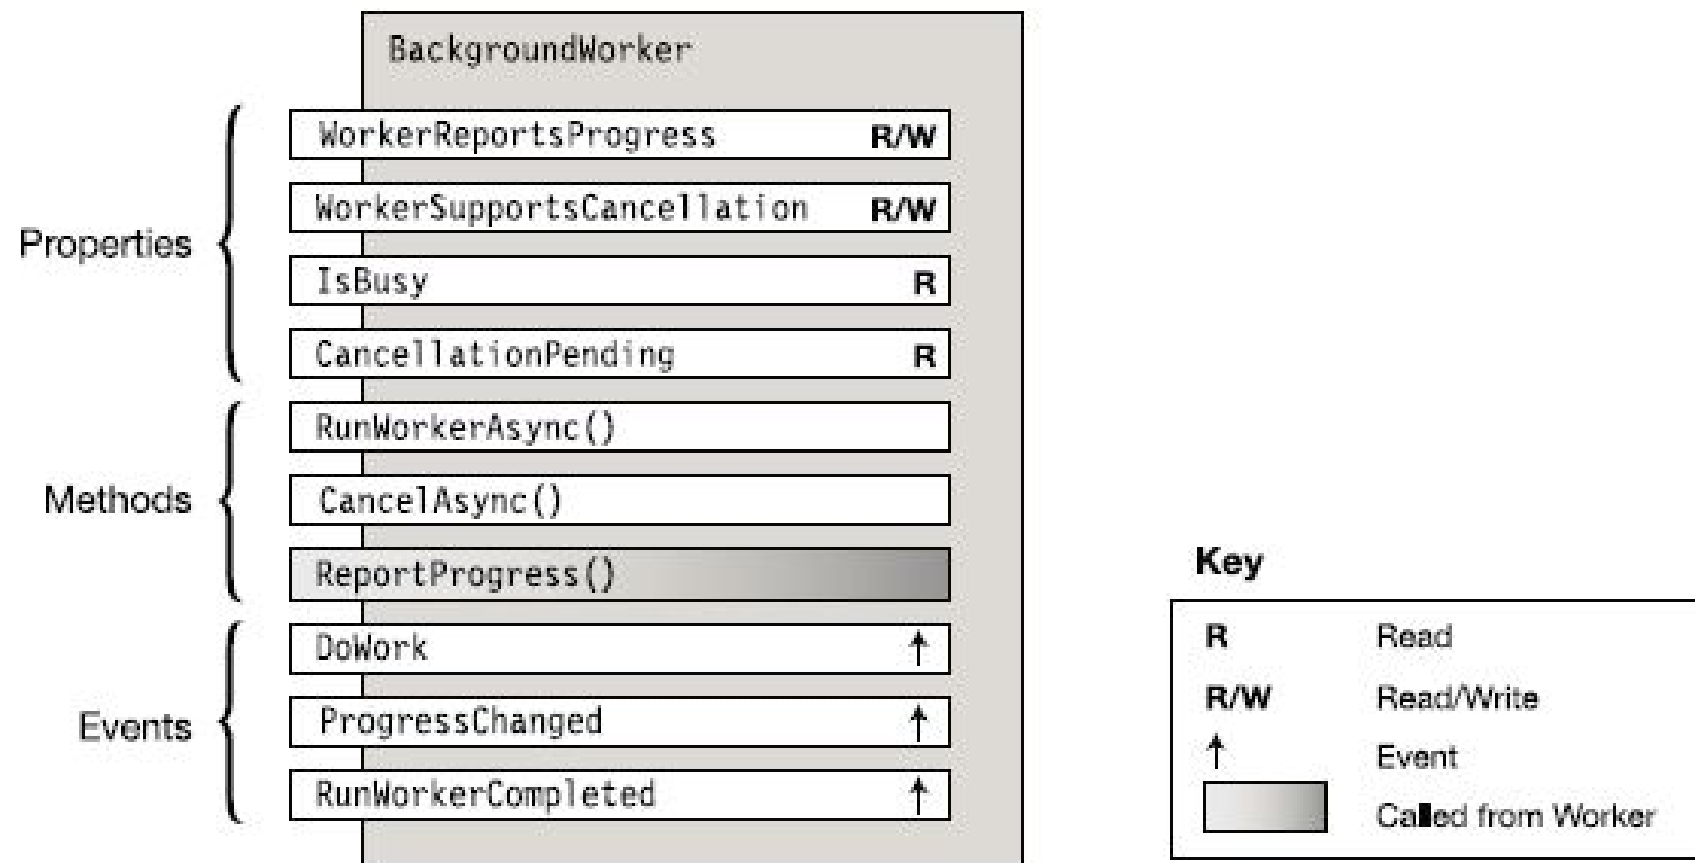 BackgroundWorker
Properties
WorkerReportsProgress R/W
WorkerSupportsCancellation R/W
IsBusy R
CancellationPending R
Methods
RunWorkerAsync()
CancelAsync()
ReportProgress()
Events
DoWork ↑
ProgressChanged ↑
RunWorkerCompleted ↑
Key
R Read
R/W Read/Write
↑ Event
Called from Worker